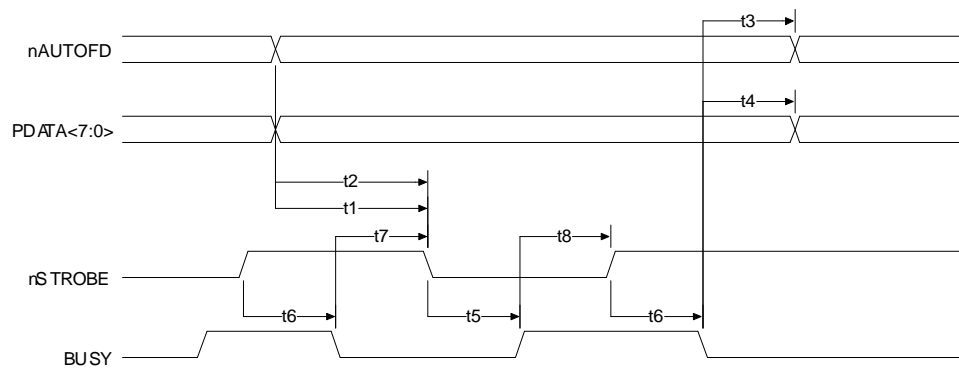 t3
nAUTOFD
t4
PDATA<7:0>
t2
t1
t7
t8
nSTROBE
t6
t5
t6
BUSY